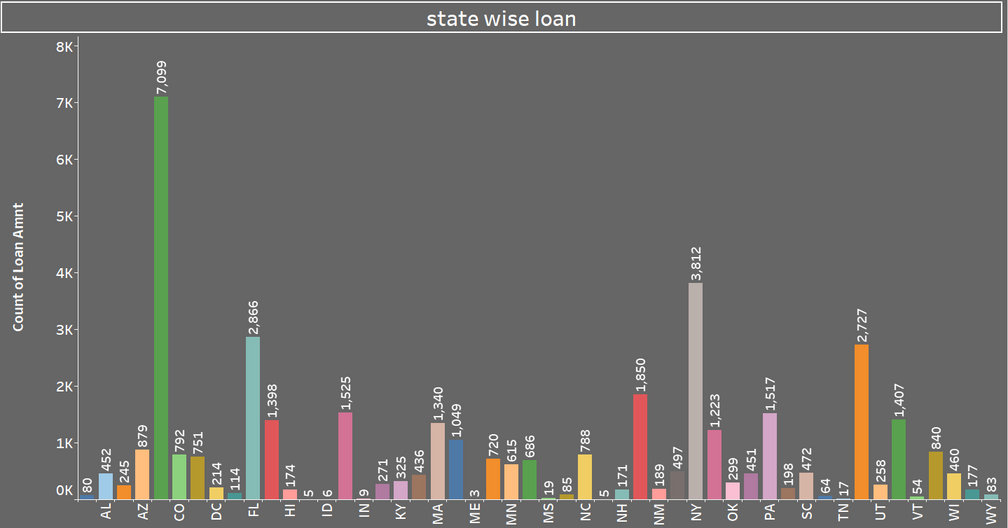 state wise loan
Count of Loan Amnt
8K
7K
6K
5K
4K
3K
2K
1K
0K
80
452
245
879
7,099
792
751
214
114
2,866
1,398
174
5
6
1,525
9
271
325
436
1,340
1,049
3
720
615
686
19
85
788
5
171
1,850
189
497
3,812
1,223
299
451
1,517
198
472
64
17
2,727
258
1,407
54
840
460
177
83
AL
AZ
CO
DC
FL
HI
ID
IN
KY
MA
ME
MN
MS
NC
NH
NM
NY
OK
PA
SC
TN
UT
VT
WI
WY